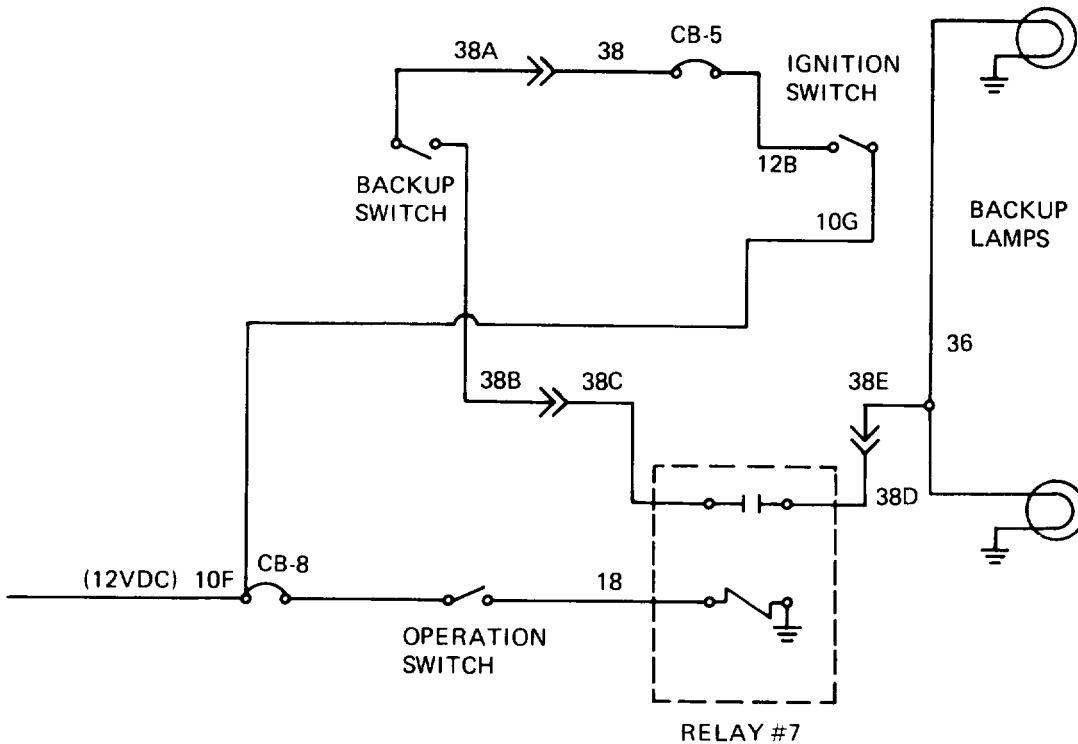 38A
38
CB-5
IGNITION
SWITCH
12B
BACKUP
SWITCH
10G
BACKUP
LAMPS
36
38B
38C
38E
38D
(12VDC) 10F
CB-8
18
OPERATION
SWITCH
RELAY #7